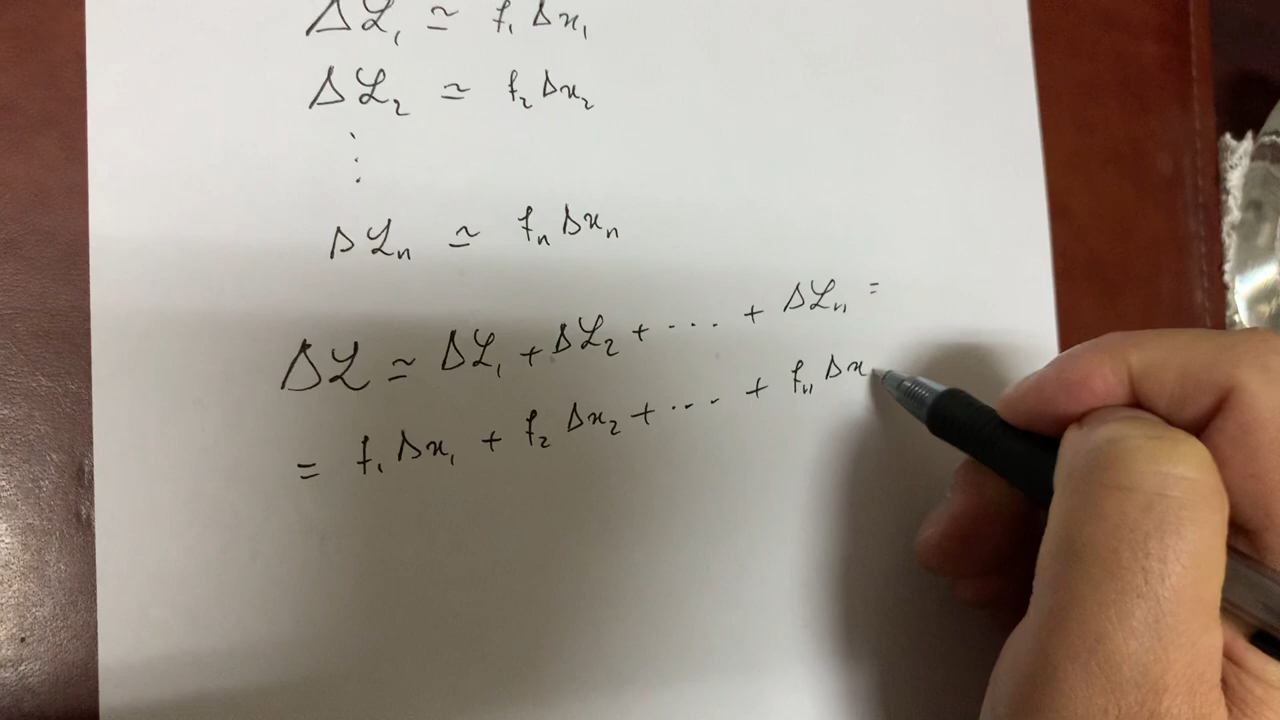 Δℒ₁ ≃ f₁ Δx₁
Δℒ₂ ≃ f₂ Δx₂
⋮
Δℒₙ ≃ fₙ Δxₙ
Δℒ ≃ Δℒ₁ + Δℒ₂ + ··· + Δℒₙ =
= f₁ Δx₁ + f₂ Δx₂ + ··· + fₙ Δx